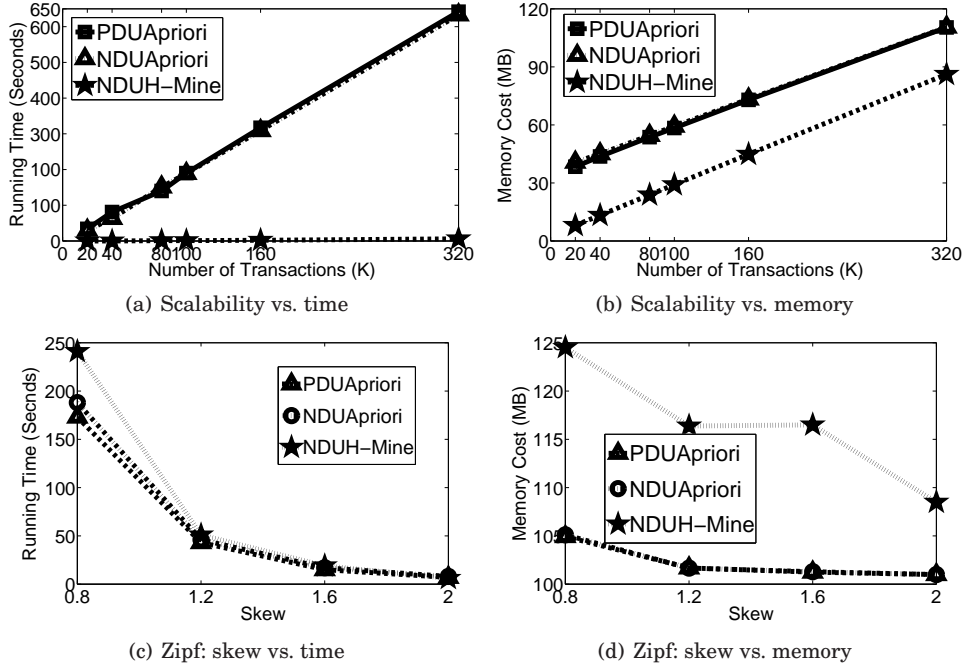 650
600
400
300
100
100
0
Running Time (Seconds)
PDUApriori
NDUApriori
NDUH-Mine
0 20 40 80 100 160 320
Number of Transactions (K)
(a) Scalability vs. time
120
90
60
30
0
Memory Cost (MB)
PDUApriori
NDUApriori
NDUH-Mine
0 20 40 80 100 160 320
Number of Transactions (K)
(b) Scalability vs. memory
250
200
150
100
50
0
Running Time (Secnds)
PDUApriori
NDUApriori
NDUH-Mine
0.8 1.2 1.6 2
Skew
(c) Zipf: skew vs. time
125
120
115
110
105
100
Memory Cost (MB)
PDUApriori
NDUApriori
NDUH-Mine
0.8 1.2 1.6 2
Skew
(d) Zipf: skew vs. memory